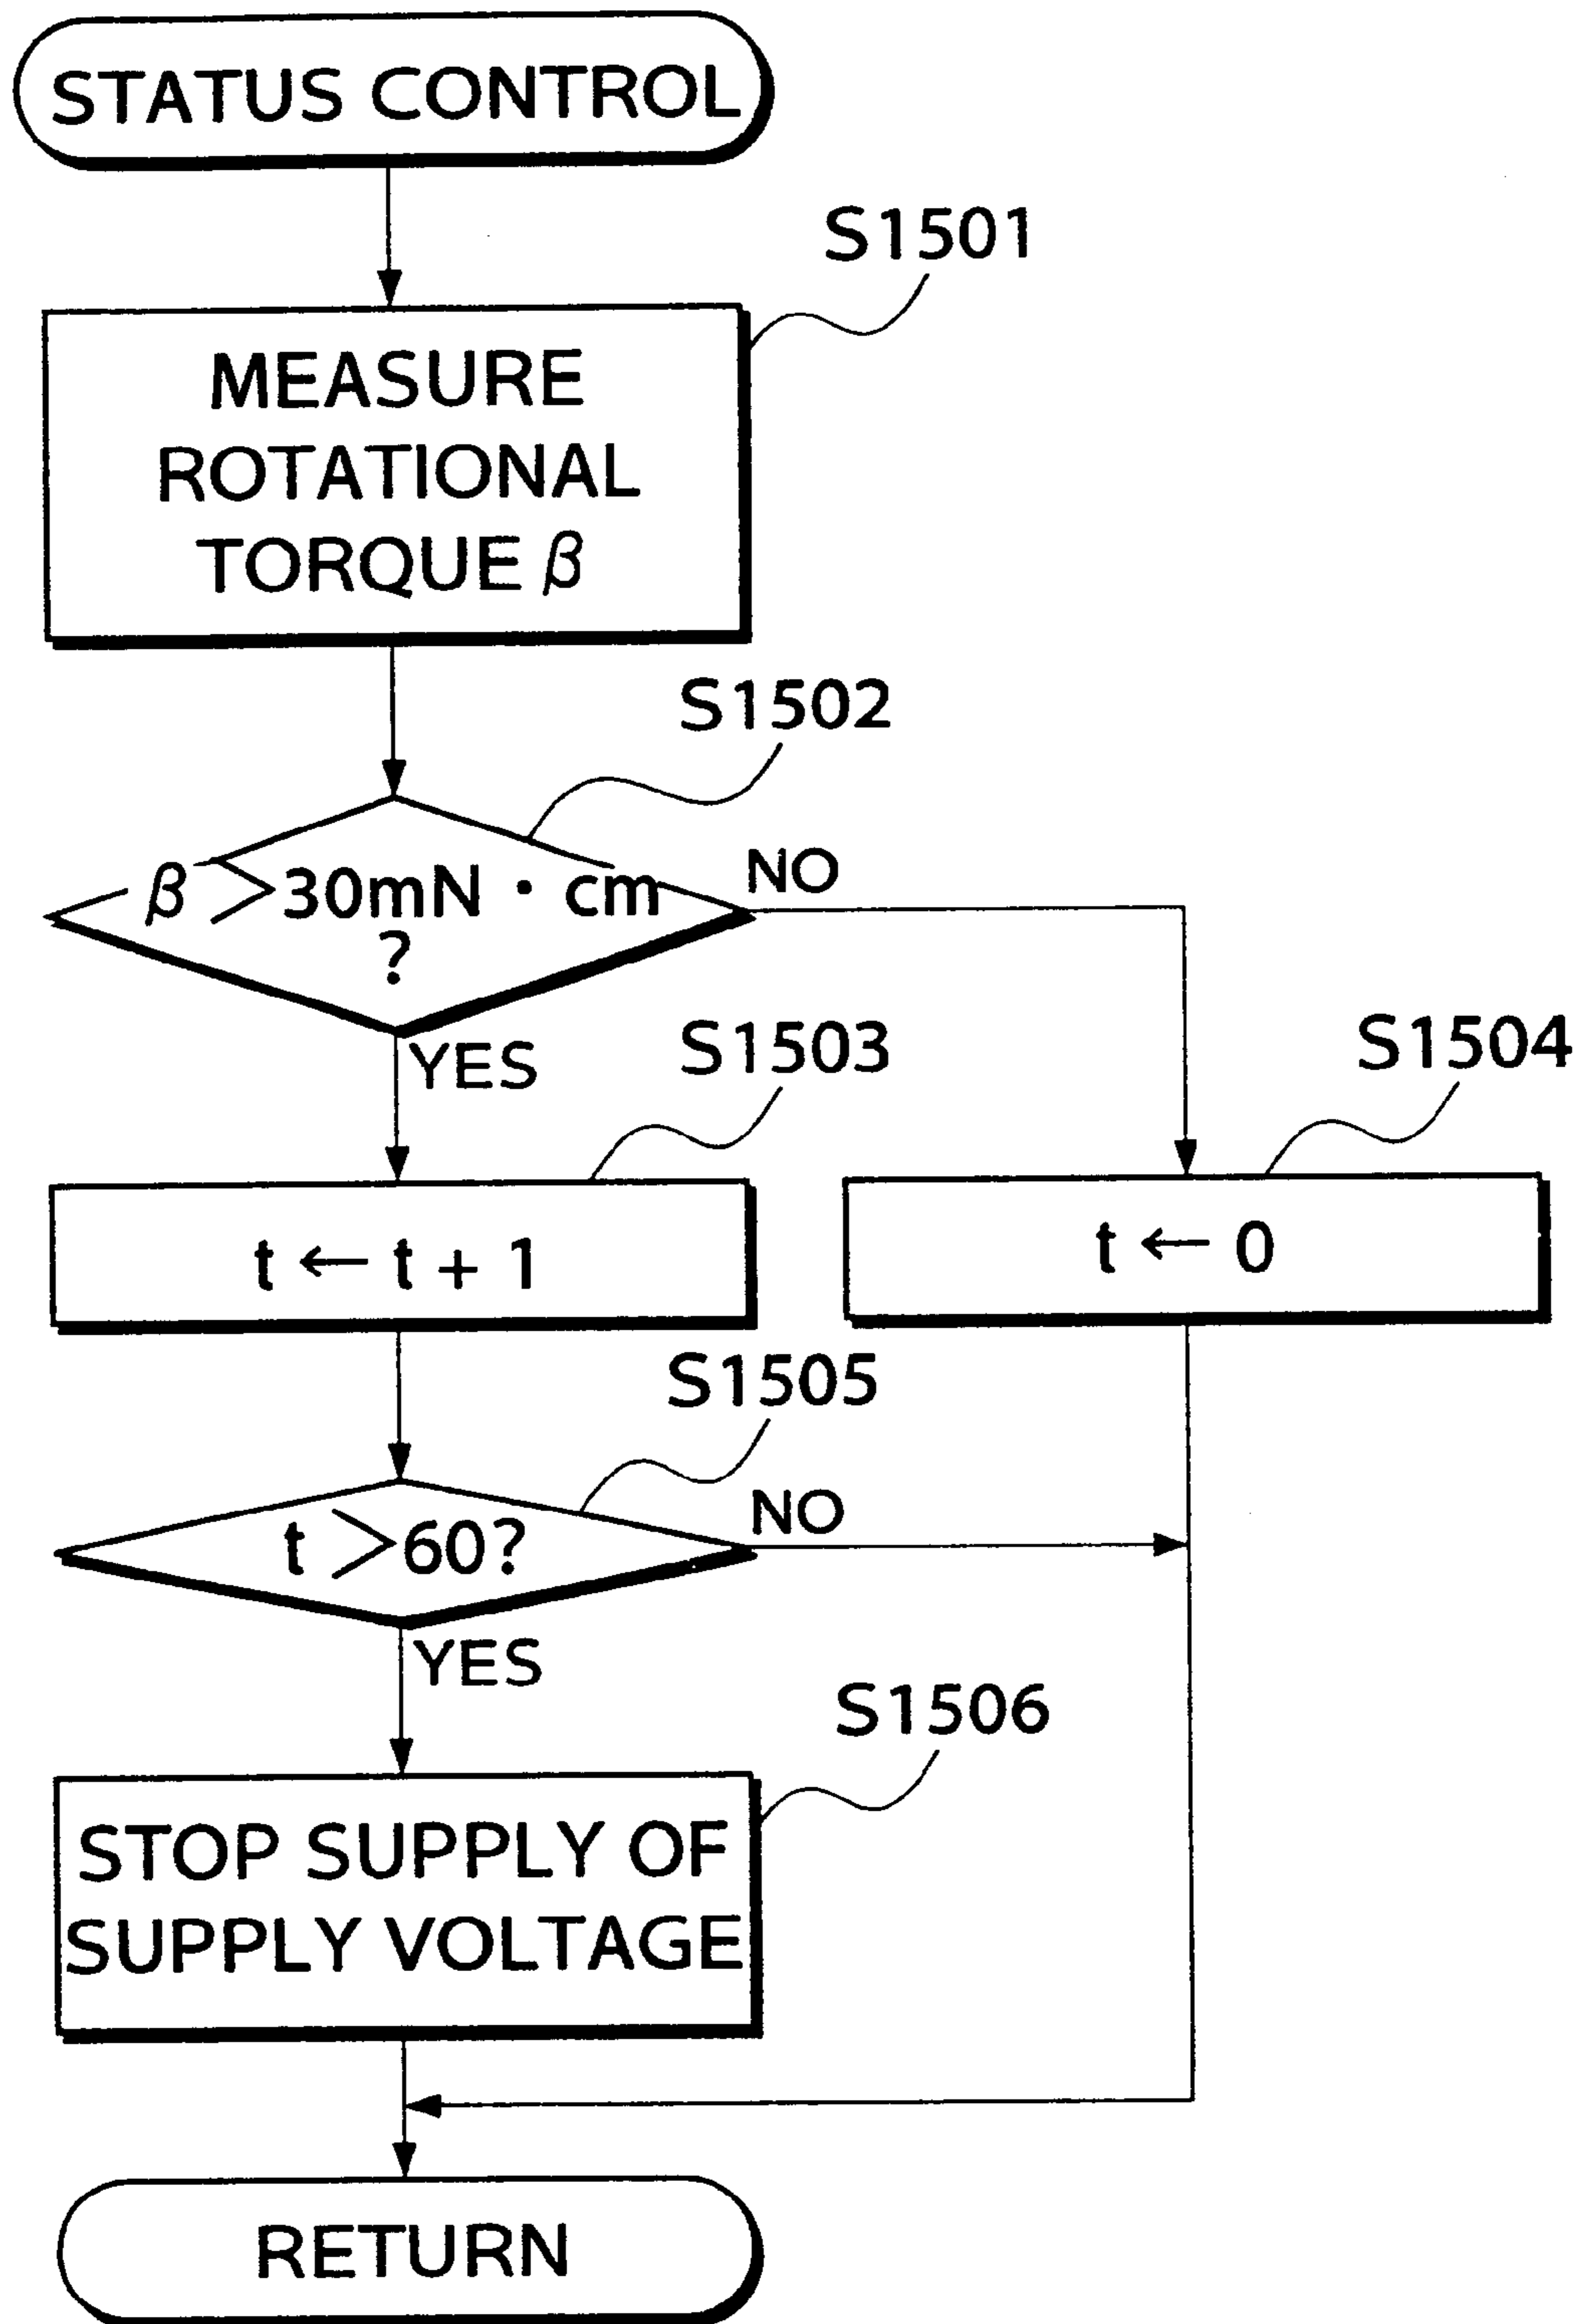 STATUS CONTROL
S1501
MEASURE
ROTATIONAL
TORQUE β
S1502
β >30mN · cm
?
NO
YES
S1503
S1504
t ← t + 1
t ← 0
S1505
t >60?
NO
YES
S1506
STOP SUPPLY OF
SUPPLY VOLTAGE
RETURN